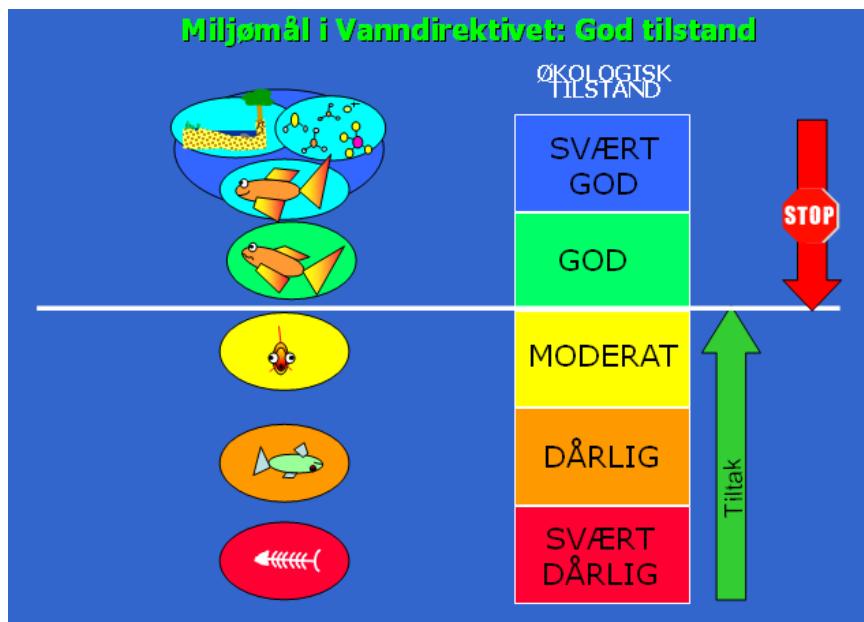 Miljømål i Vanndirektivet: God tilstand
ØKOLOGISK
TILSTAND
SVÆRT
GOD
STOP
GOD
MODERAT
DÅRLIG
Tiltak
SVÆRT
DÅRLIG